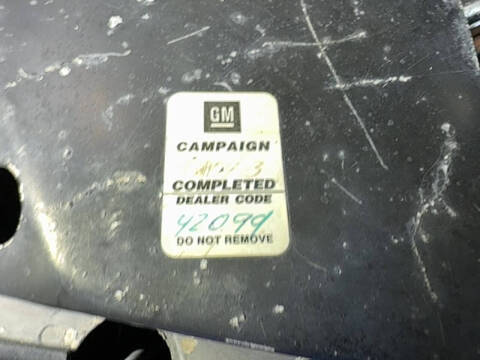 GM
CAMPAIGN
COMPLETED
DEALER CODE
42099
DO NOT REMOVE